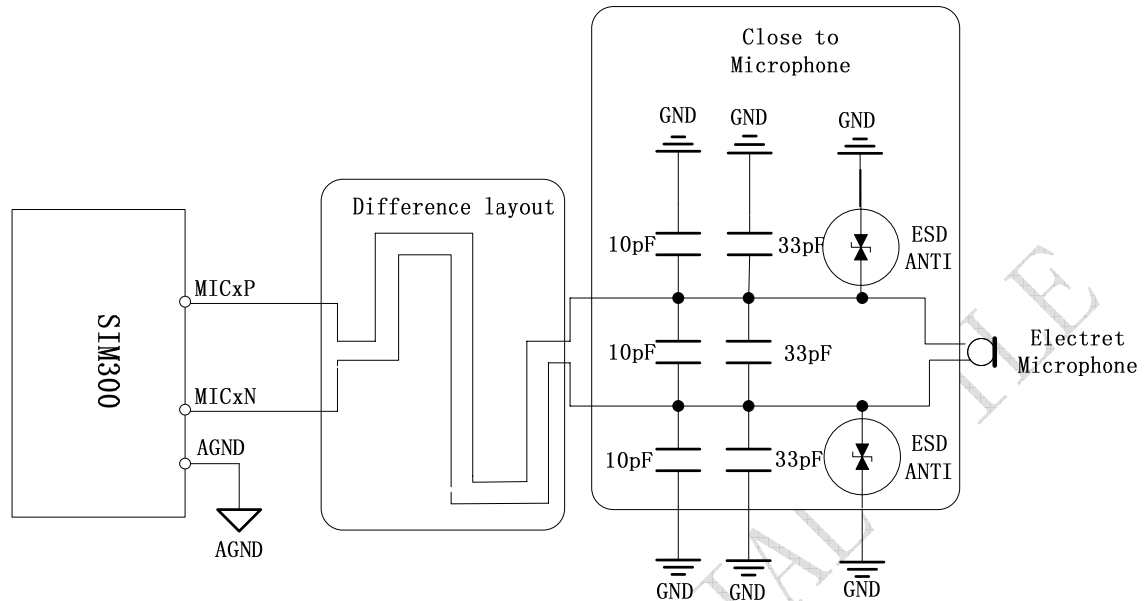 Close to
Microphone
GND
GND
GND
Difference layout
10pF
33pF
ESD
ANTI
MICxP
SIM300
10pF
33pF
Electret
Microphone
MICxN
AGND
10pF
33pF
ESD
ANTI
AGND
GND
GND
GND